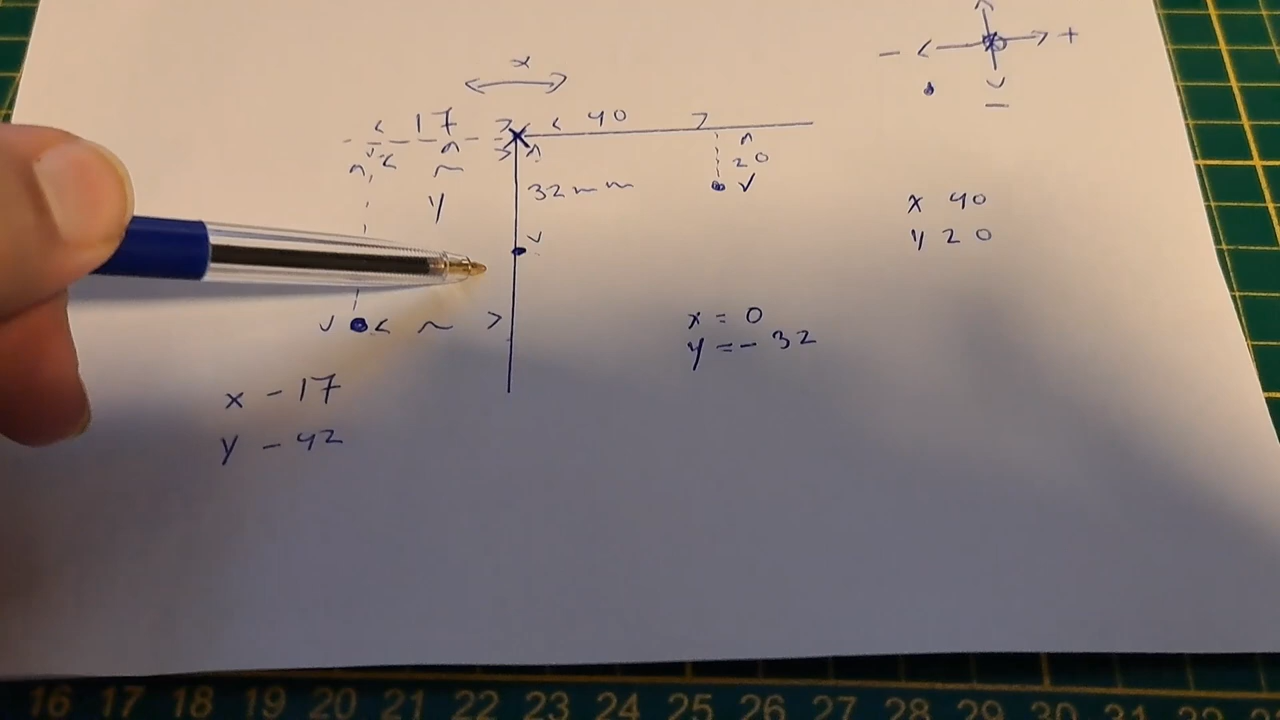 x
- +
< 17 > < 40 >
20
32mm
y
x 40
y 20
x = 0
y = - 32
x - 17
y - 42
16 17 18 19 20 21 22 23 24 25 26 27 28 29 30 31